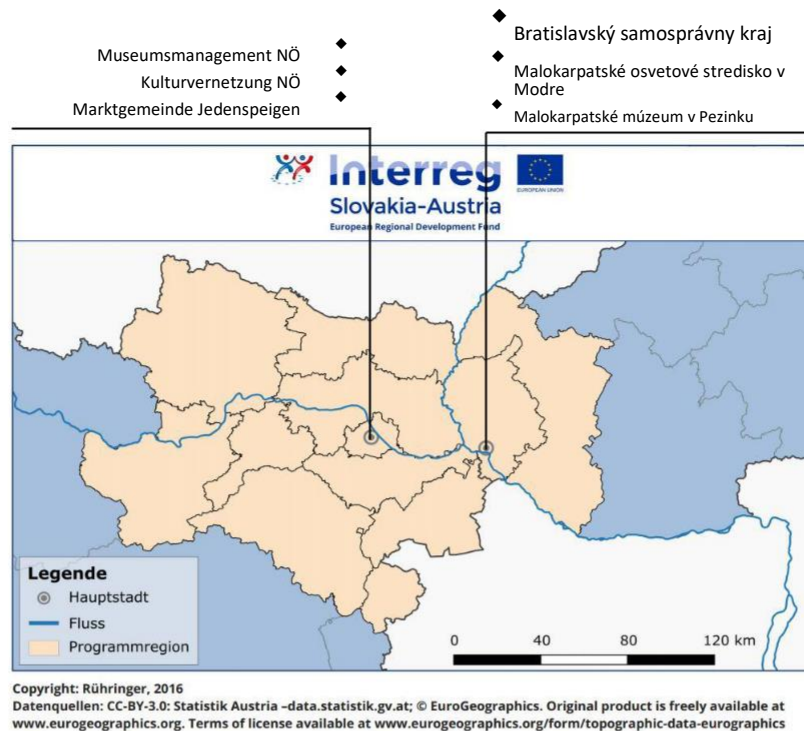 Museumsmanagement NÖ
Kulturvernetzung NÖ
Marktgemeinde Jedenspeigen
Bratislavský samosprávny kraj
Malokarpatské osvetové stredisko v
Modre
Malokarpatské múzeum v Pezinku
Interreg
EUROPEAN UNION
Slovakia-Austria
European Regional Development Fund
Legende
Hauptstadt
Fluss
Programmregion
0 40 80 120 km
Copyright: Rühringer, 2016
Datenquellen: CC-BY-3.0: Statistik Austria –data.statistik.gv.at; © EuroGeographics. Original product is freely available at
www.eurogeographics.org. Terms of license available at www.eurogeographics.org/form/topographic-data-eurographics